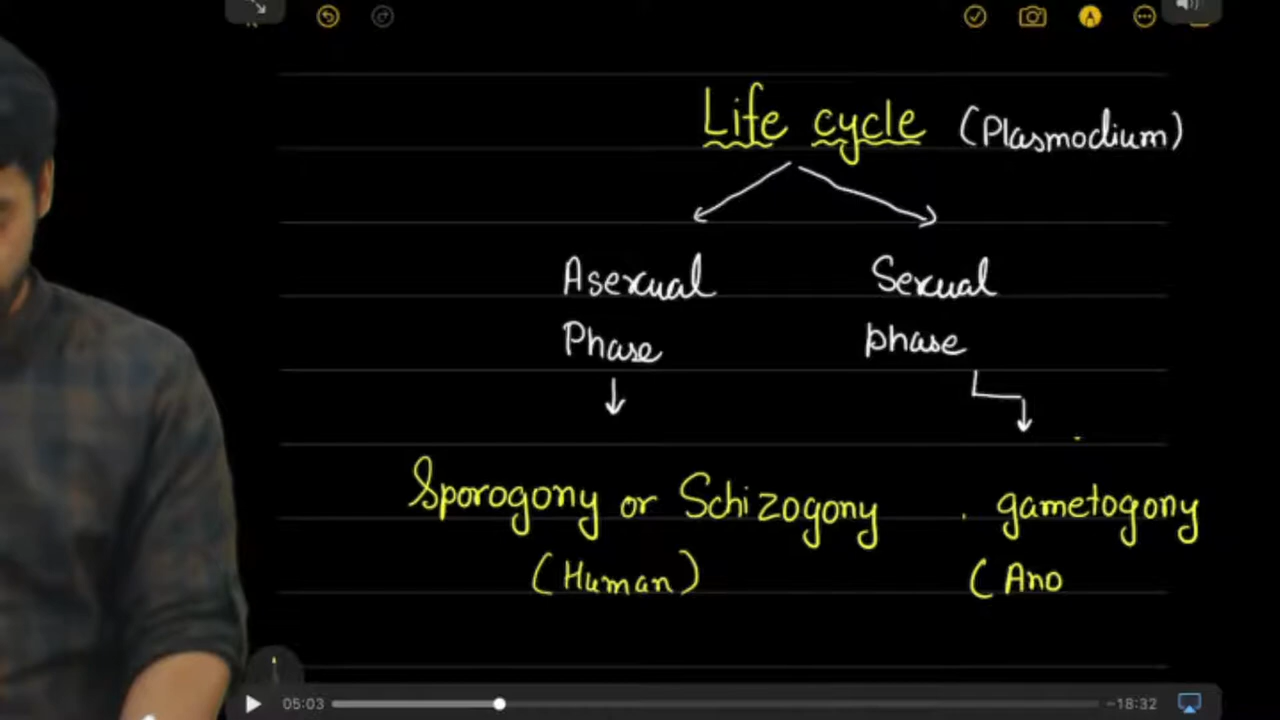 Life cycle (Plasmodium)
Asexual Sexual
Phase phase
Sporogony or Schizogony gametogony
(Human) (Ano
05:03 -18:32